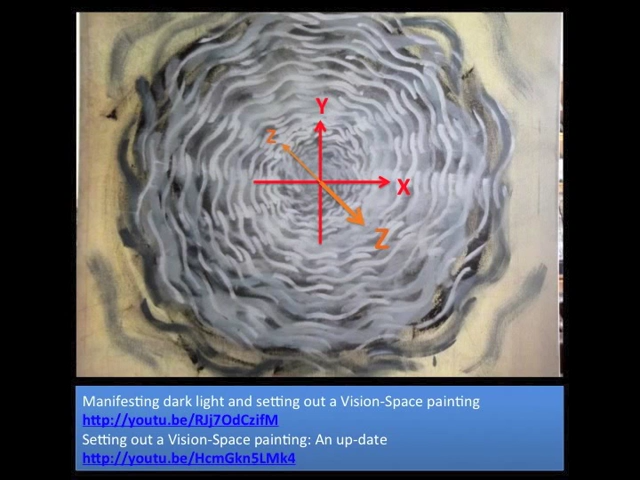 Y
Z
X
Z
Manifesting dark light and setting out a Vision-Space painting
http://youtu.be/RJj7OdCzifM
Setting out a Vision-Space painting: An up-date
http://youtu.be/HcmGkn5LMk4